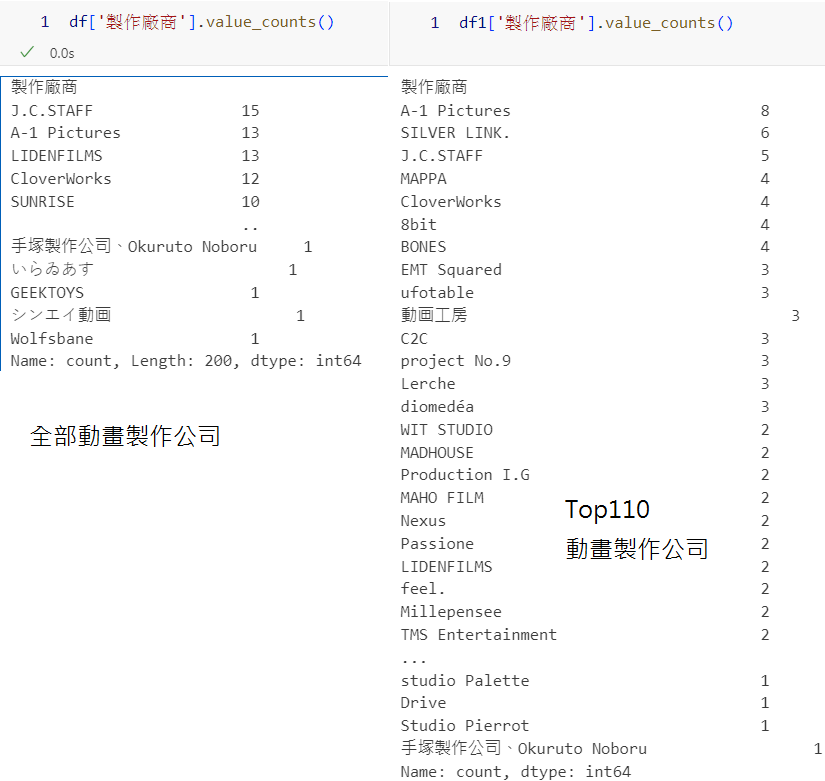 1 df['製作廠商'].value_counts()
0.0s
製作廠商
J.C.STAFF 15
A-1 Pictures 13
LIDENFILMS 13
CloverWorks 12
SUNRISE 10
..
手塚製作公司、Okuruto Noboru 1
いらゐあす 1
GEEKTOYS 1
シンエイ動画 1
Wolfsbane 1
Name: count, Length: 200, dtype: int64
全部動畫製作公司
1 df1['製作廠商'].value_counts()
製作廠商
A-1 Pictures 8
SILVER LINK. 6
J.C.STAFF 5
MAPPA 4
CloverWorks 4
8bit 4
BONES 4
EMT Squared 3
ufotable 3
動画工房 3
C2C 3
project No.9 3
Lerche 3
diomedéa 3
WIT STUDIO 2
MADHOUSE 2
Production I.G 2
MAHO FILM 2
Nexus 2
Passione 2
LIDENFILMS 2
feel. 2
Millepensee 2
TMS Entertainment 2
...
studio Palette 1
Drive 1
Studio Pierrot 1
手塚製作公司、Okuruto Noboru 1
Name: count, dtype: int64
Top110
動畫製作公司